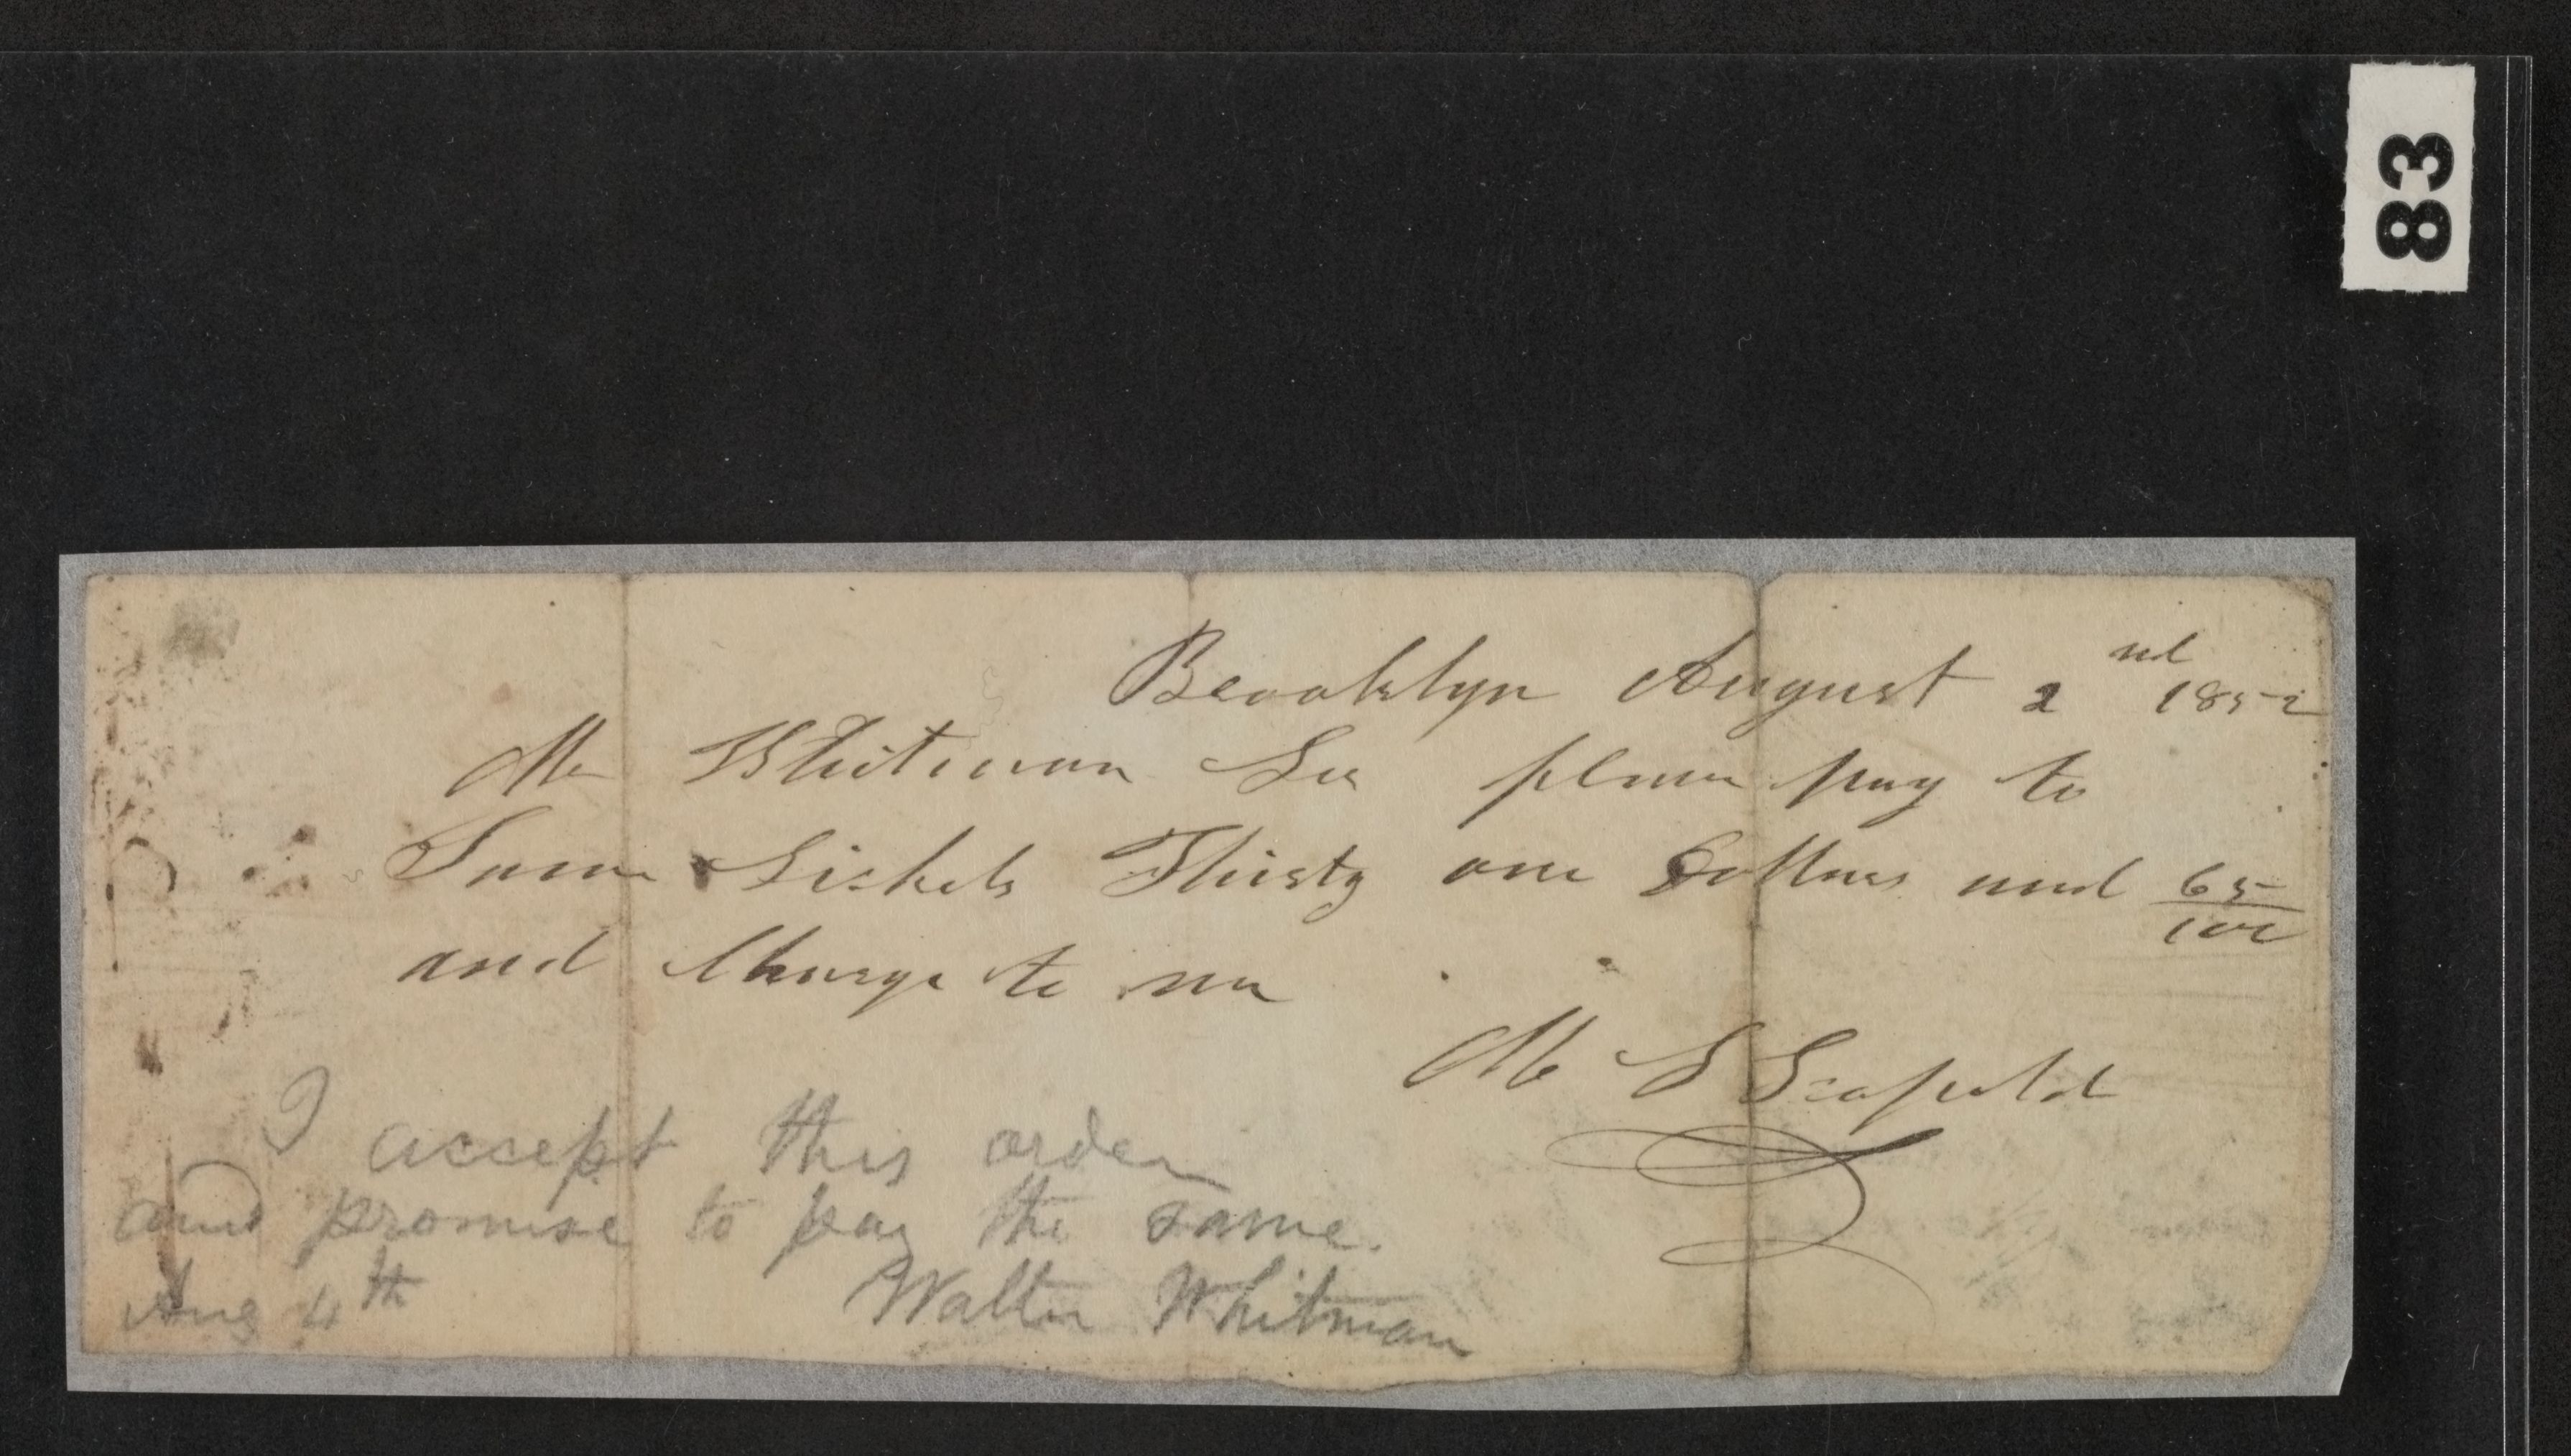 83
Brooklyn August 2nd 1852
Mr Whitman Sir please pay to
Sickels Thirty one Dollars and 65/100
and Charge to me
M S Scofield
I accept this order
and promise to pay the same.
Aug 4th Walter Whitman